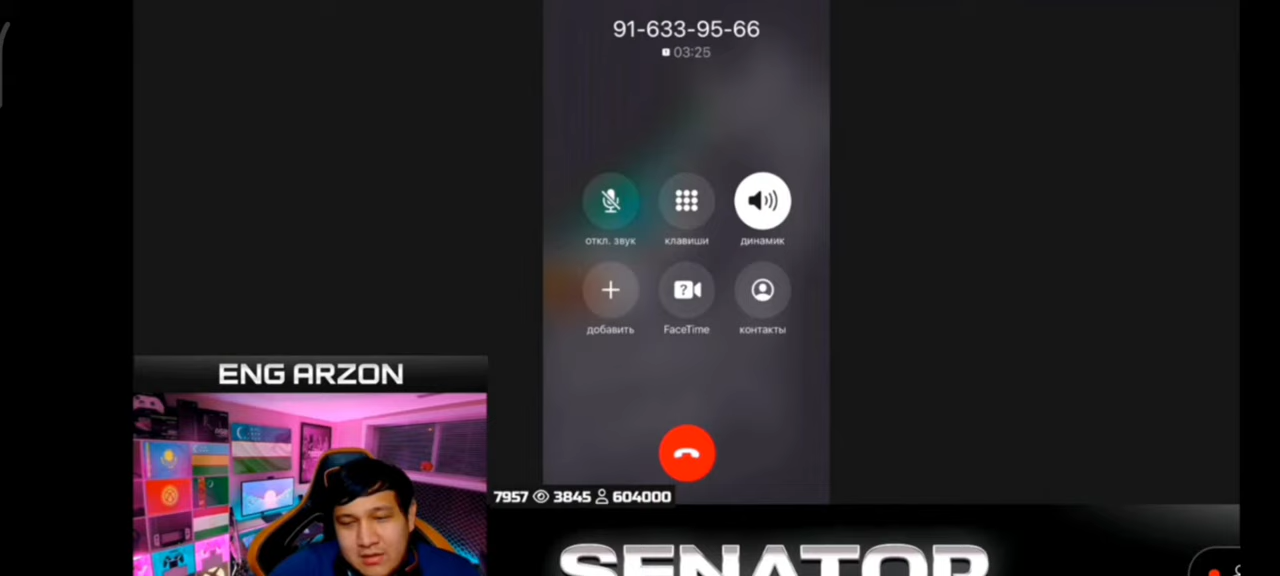 91-633-95-66
03:25
откл. звук
клавиши
динамик
добавить
FaceTime
контакты
ENG ARZON
7957 3845 604000
SENATOR